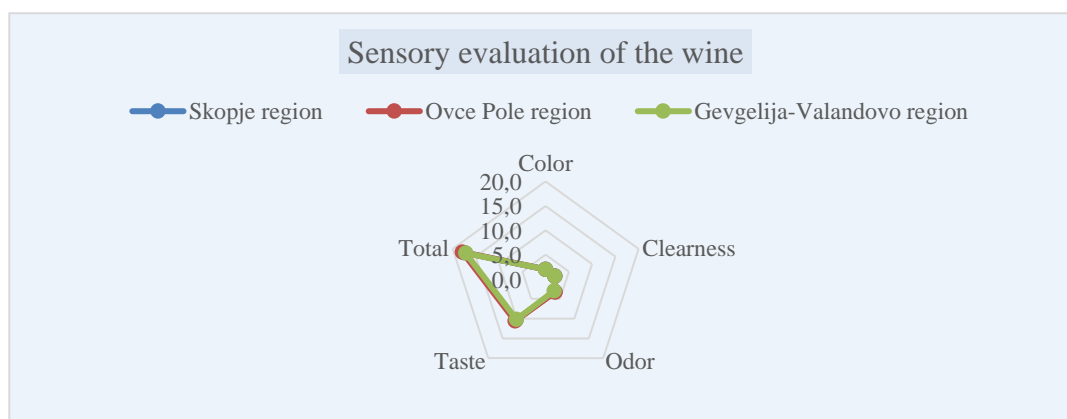 Sensory evaluation of the wine
Skopje region Ovce Pole region Gevgelija-Valandovo region
Color
20,0
15,0
10,0
Total 5,0 Clearness
0,0
Taste Odor